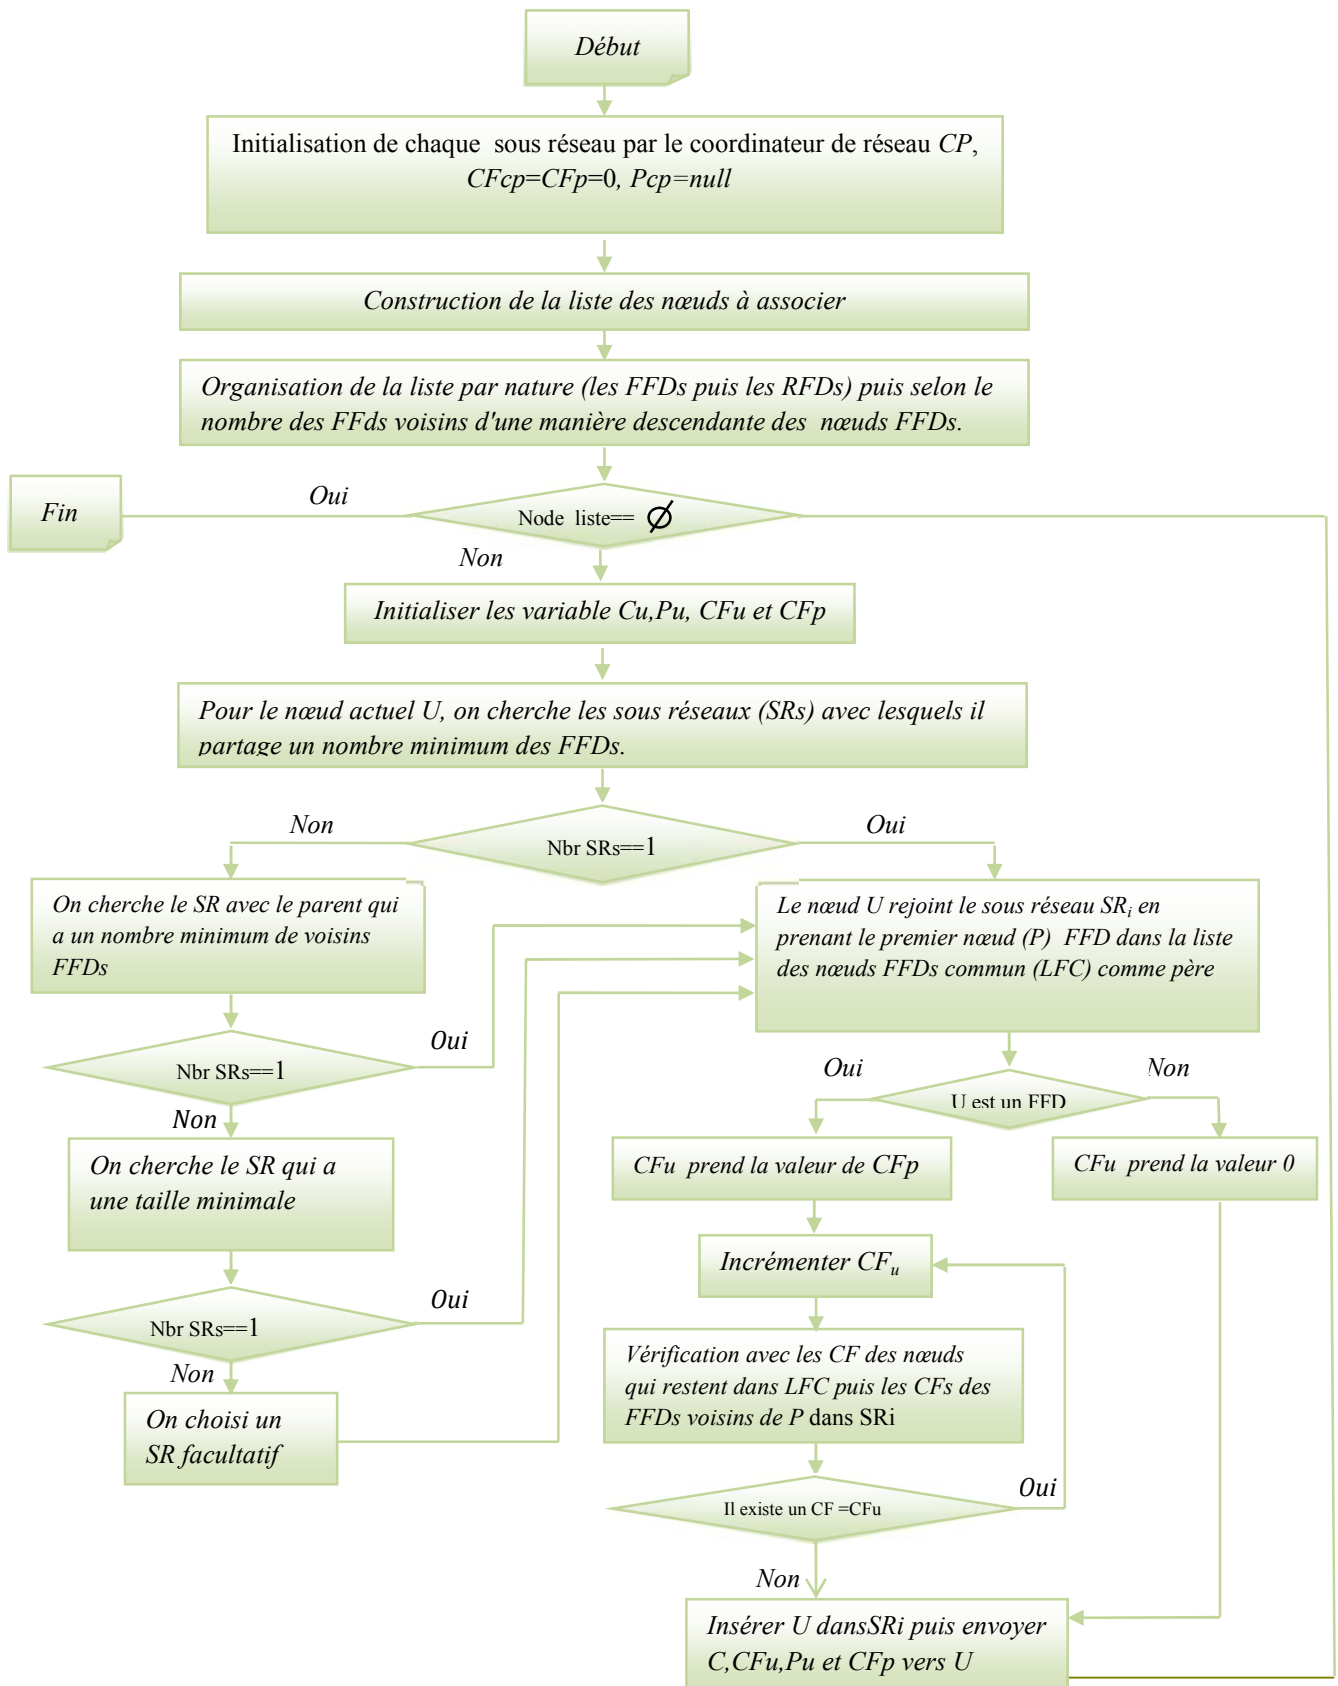 Début
Initialisation de chaque sous réseau par le coordinateur de réseau CP,
CFcp=CFp=0, Pcp=null
Construction de la liste des nœuds à associer
Organisation de la liste par nature (les FFDs puis les RFDs) puis selon le
nombre des FFds voisins d'une manière descendante des nœuds FFDs.
Fin
Oui
Node liste== ∅
Non
Initialiser les variable Cu,Pu, CFu et CFp
Pour le nœud actuel U, on cherche les sous réseaux (SRs) avec lesquels il
partage un nombre minimum des FFDs.
Non
Nbr SRs==1
Oui
On cherche le SR avec le parent qui
a un nombre minimum de voisins
FFDs
Le nœud U rejoint le sous réseau SRi en
prenant le premier nœud (P) FFD dans la liste
des nœuds FFDs commun (LFC) comme père
Nbr SRs==1
Oui
Non
Oui
U est un FFD
Non
On cherche le SR qui a
une taille minimale
CFu prend la valeur de CFp
CFu prend la valeur 0
Incrémenter CFu
Nbr SRs==1
Oui
Non
Vérification avec les CF des nœuds
qui restent dans LFC puis les CFs des
FFDs voisins de P dans SRi
On choisi un
SR facultatif
Il existe un CF =CFu
Oui
Non
Insérer U dansSRi puis envoyer
C,CFu,Pu et CFp vers U